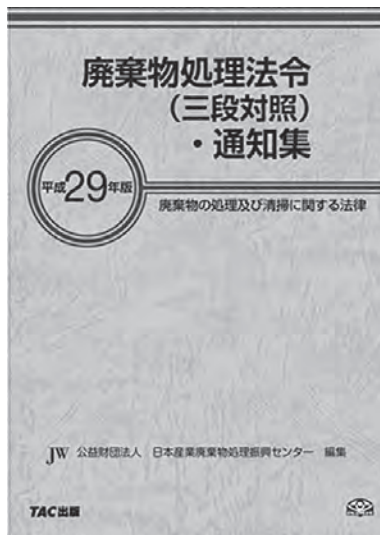 廃棄物処理法令
(三段対照)
・通知集
平成29年版
廃棄物の処理及び清掃に関する法律
JW 公益財団法人 日本産業廃棄物処理振興センター 編集
TAC出版